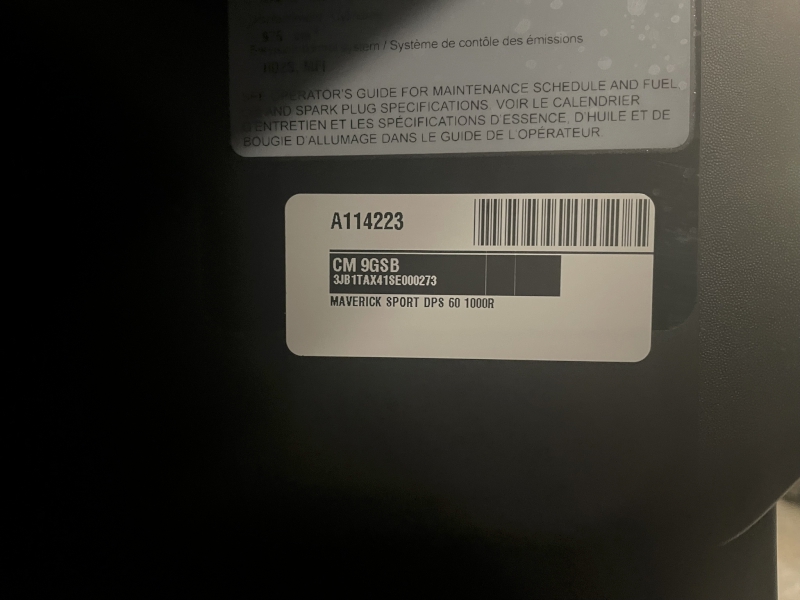 / Système de contrôle des émissions
OPERATOR'S GUIDE FOR MAINTENANCE SCHEDULE AND FUEL,
AND SPARK PLUG SPECIFICATIONS. VOIR LE CALENDRIER
D'ENTRETIEN ET LES SPÉCIFICATIONS D'ESSENCE, D'HUILE ET DE
BOUGIE D'ALLUMAGE DANS LE GUIDE DE L'OPÉRATEUR
A114223
CM 9GSB
3JB1TAX41SE000273
MAVERICK SPORT DPS 60 1000R